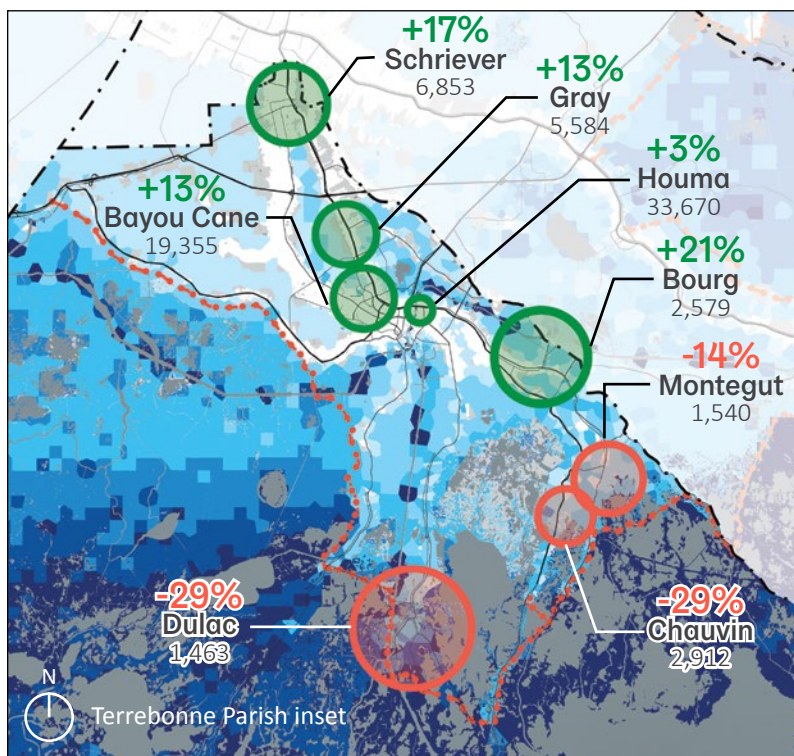 +17%
Schriever
6,853
+13%
Gray
5,584
+3%
Houma
33,670
+13%
Bayou Cane
19,355
+21%
Bourg
2,579
-14%
Montegut
1,540
-29%
Dulac
1,463
-29%
Chauvin
2,912
N
Terrebonne Parish inset